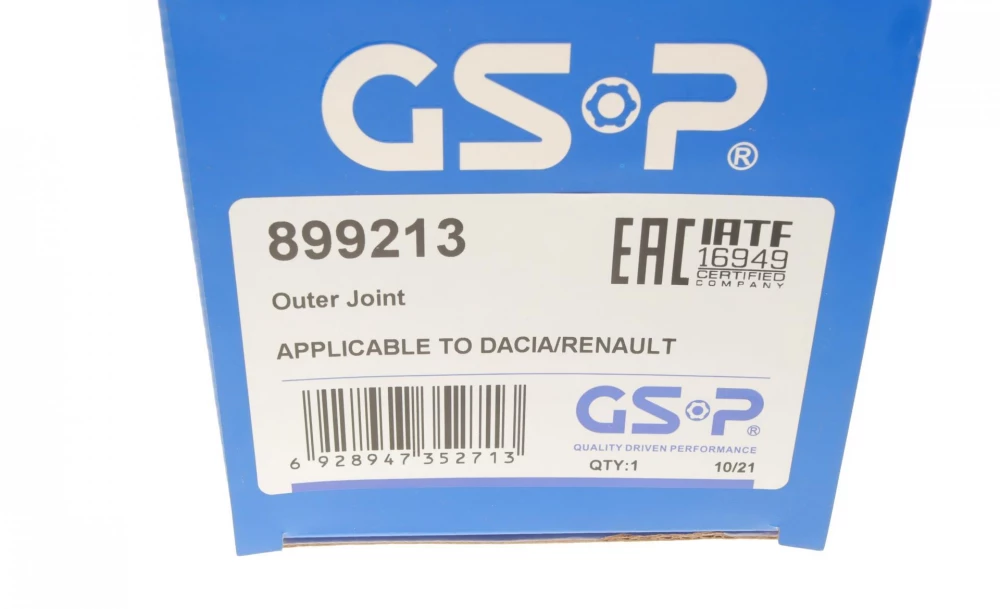 GSP®
899213
EAC
IATF
16949
CERTIFIED
COMPANY
Outer Joint
APPLICABLE TO DACIA/RENAULT
GSP®
QUALITY DRIVEN PERFORMANCE
6 928947 352713
QTY:1 10/21